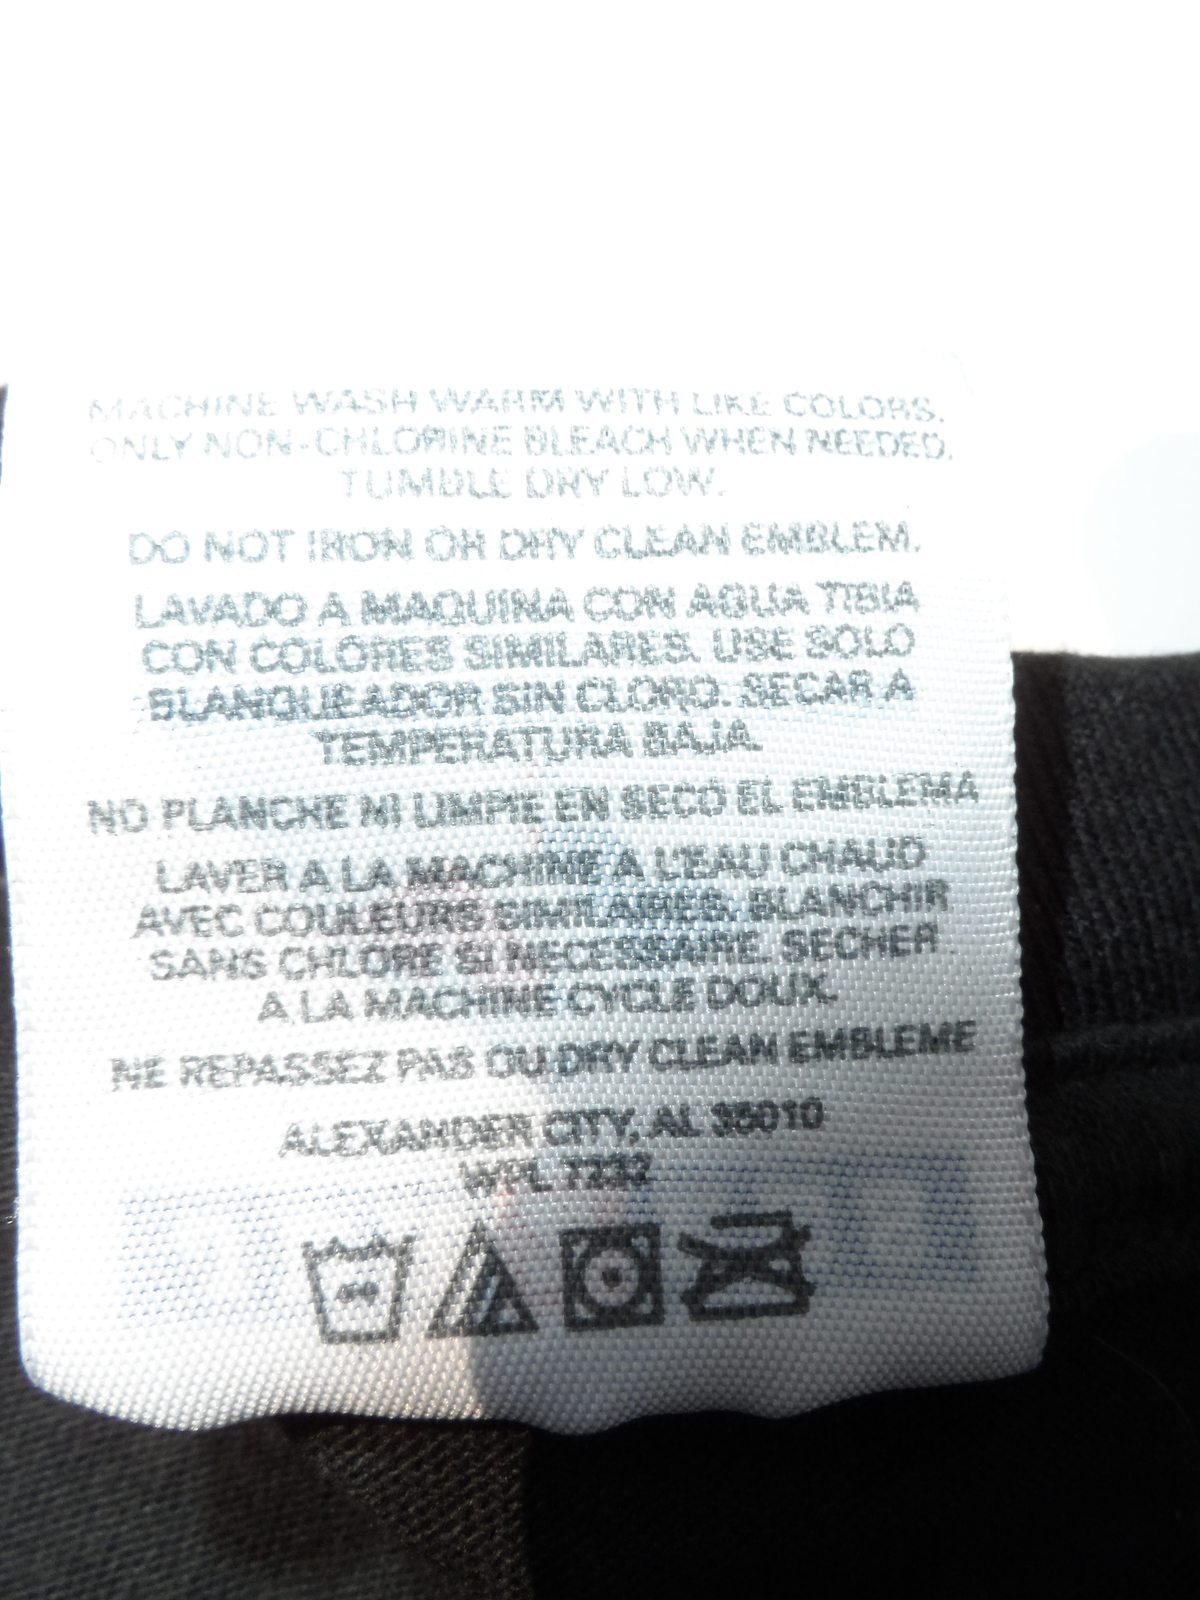 MACHINE WASH WARM WITH LIKE COLORS.
ONLY NON-CHLORINE BLEACH WHEN NEEDED.
TUMBLE DRY LOW.
DO NOT IRON OR DRY CLEAN EMBLEM.
LAVADO A MAQUINA CON AGUA TIBIA
CON COLORES SIMILARES. USE SOLO
BLANQUEADOR SIN CLORO. SECAR A
TEMPERATURA BAJA.
NO PLANCHE NI LIMPIE EN SECO EL EMBLEMA
LAVER A LA MACHINE A L'EAU CHAUD
AVEC COULEURS SIMILAIRES. BLANCHIR
SANS CHLORE SI NECESSAIRE. SECHER
A LA MACHINE CYCLE DOUX.
NE REPASSEZ PAS OU DRY CLEAN EMBLEME
ALEXANDER CITY, AL 35010
WPL 7232